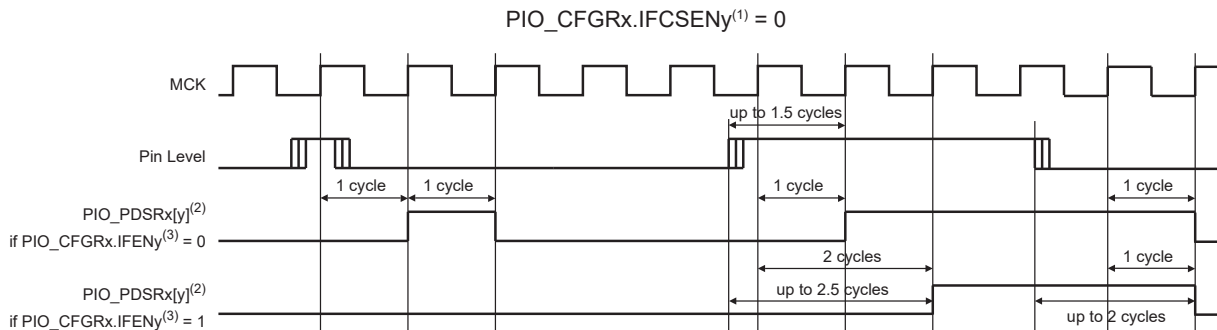 PIO_CFGRx.IFCSENy(1) = 0
MCK
up to 1.5 cycles
Pin Level
1 cycle
1 cycle
1 cycle
1 cycle
PIO_PDSRx[y](2)
if PIO_CFGRx.IFENy(3) = 0
2 cycles
1 cycle
PIO_PDSRx[y](2)
up to 2.5 cycles
up to 2 cycles
if PIO_CFGRx.IFENy(3) = 1